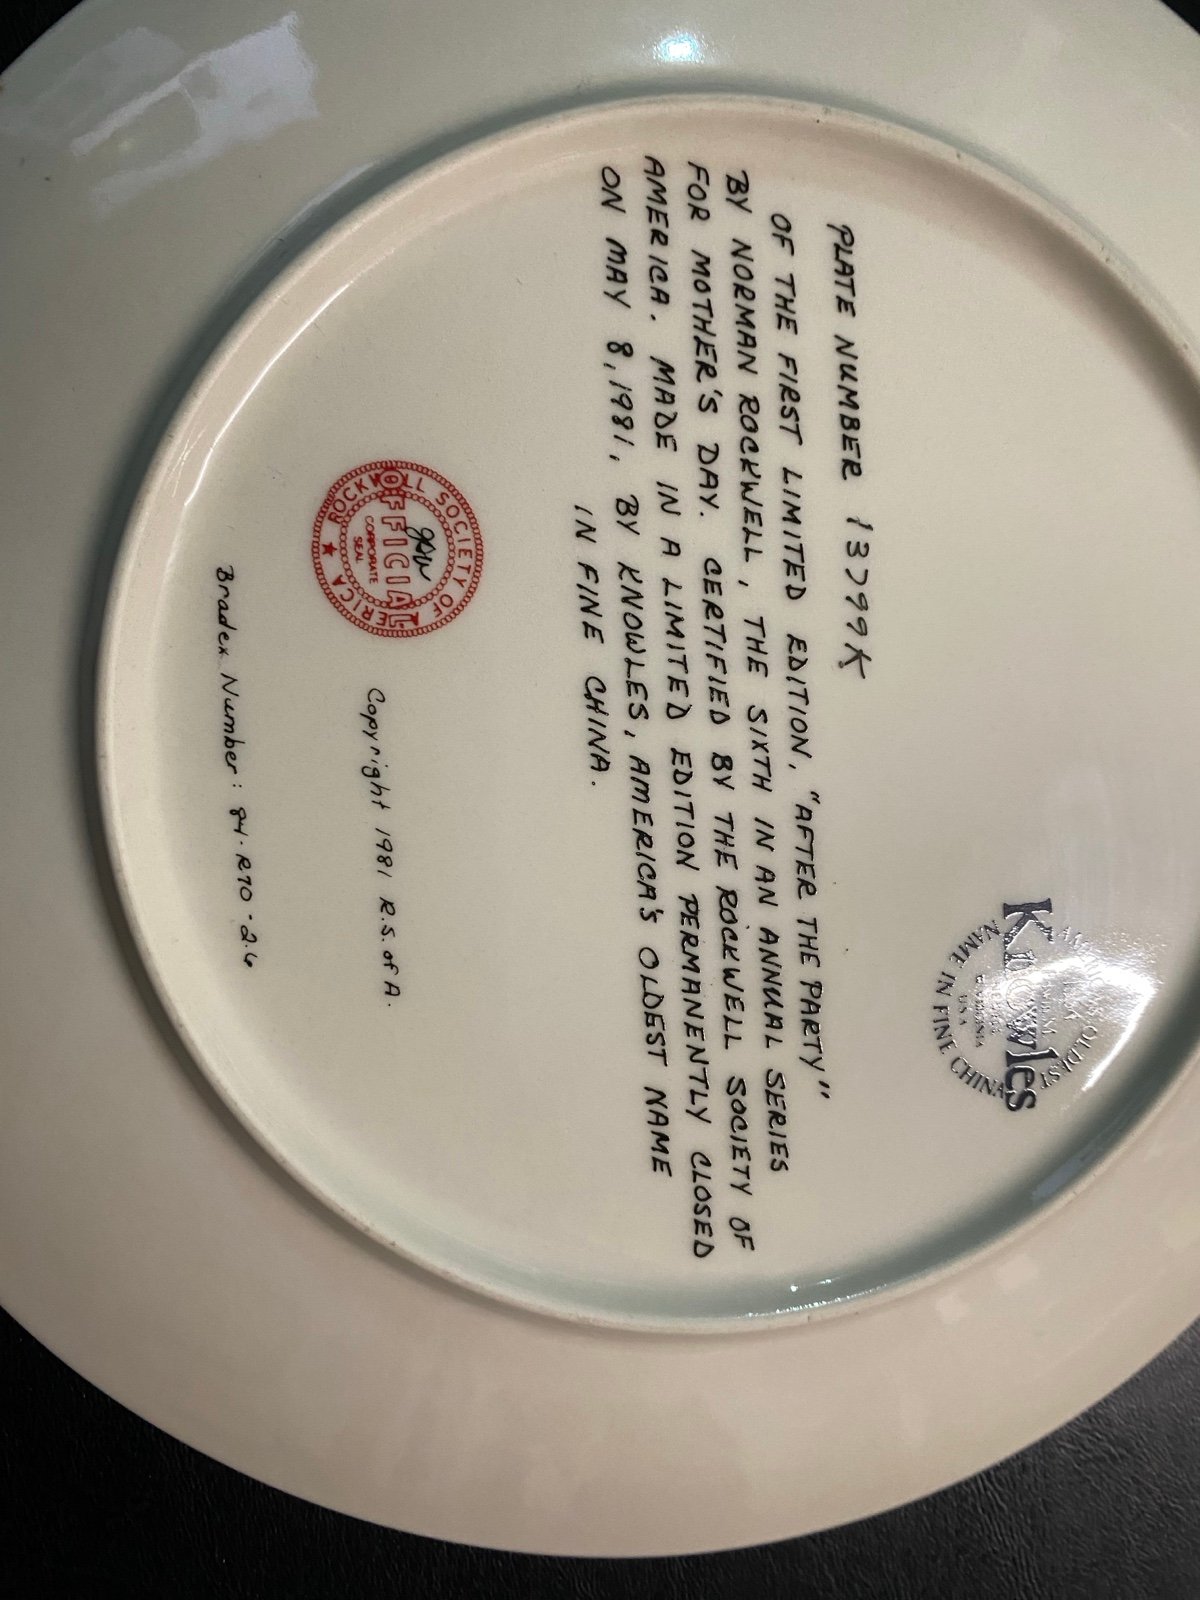 AMERICA'S OLDEST
Knowles
USA
NAME IN FINE CHINA
PLATE NUMBER 13799K
OF THE FIRST LIMITED EDITION, "AFTER THE PARTY"
BY NORMAN ROCKWELL, THE SIXTH IN AN ANNUAL SERIES
FOR MOTHER'S DAY. CERTIFIED BY THE ROCKWELL SOCIETY OF
AMERICA. MADE IN A LIMITED EDITION PERMANENTLY CLOSED
ON MAY 8, 1981, BY KNOWLES, AMERICA'S OLDEST NAME
IN FINE CHINA.
ROCKWELL SOCIETY OF AMERICA
OFFICIAL
CORPORATE
SEAL
Copyright 1981 R.S. of A.
Bradex Number: 84-R70-2.6